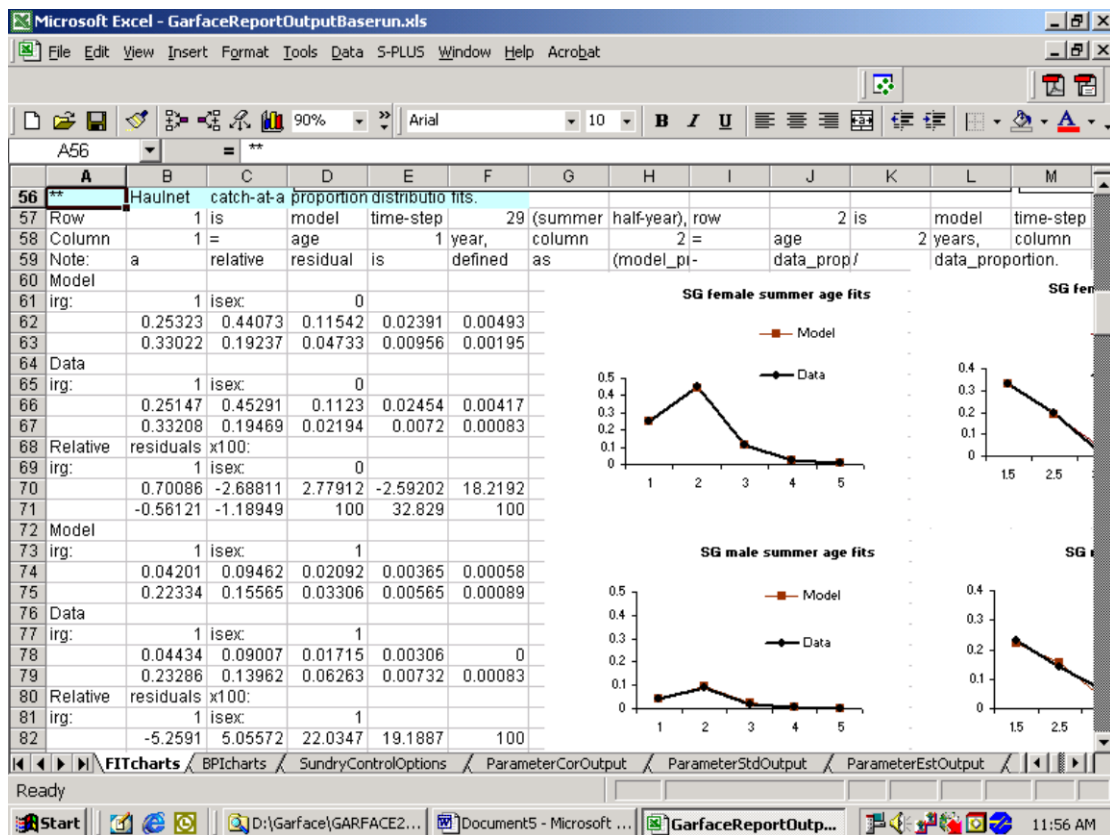 Microsoft Excel - GarfaceReportOutputBaserun.xls
File Edit View Insert Format Tools Data S-PLUS Window Help Acrobat
90% Arial 10 B I U A
A56 = **
A B C D E F G H I J K L M
56 ** Haulnet catch-at-a proportion distributio fits.
57 Row 1 is model time-step 29 (summer half-year), row 2 is model time-step
58 Column 1 = age 1 year, column 2 = age 2 years, column
59 Note: a relative residual is defined as (model_pr - data_prop / data_proportion.
60 Model
61 irg: 1 isex: 0
62 0.25323 0.44073 0.11542 0.02391 0.00493
63 0.33022 0.19237 0.04733 0.00956 0.00195
64 Data
65 irg: 1 isex: 0
66 0.25147 0.45291 0.1123 0.02454 0.00417
67 0.33208 0.19469 0.02194 0.0072 0.00083
68 Relative residuals x100:
69 irg: 1 isex: 0
70 0.70086 -2.68811 2.77912 -2.59202 18.2192
71 -0.56121 -1.18949 100 32.829 100
72 Model
73 irg: 1 isex: 1
74 0.04201 0.09462 0.02092 0.00365 0.00058
75 0.22334 0.15565 0.03306 0.00565 0.00089
76 Data
77 irg: 1 isex: 1
78 0.04434 0.09007 0.01715 0.00306 0
79 0.23286 0.13962 0.06263 0.00732 0.00083
80 Relative residuals x100:
81 irg: 1 isex: 1
82 -5.2591 5.05572 22.0347 19.1887 100
SG female summer age fits
Model
Data
0.5
0.4
0.3
0.2
0.1
0
1 2 3 4 5
SG fem
0.4
0.3
0.2
0.1
0
1.5 2.5
SG male summer age fits
Model
Data
0.5
0.4
0.3
0.2
0.1
0
1 2 3 4 5
SG
0.4
0.3
0.2
0.1
0
1.5 2.5
FITcharts BPIcharts SundryControlOptions ParameterCorOutput ParameterStdOutput ParameterEstOutput
Ready
Start D:\Garface\GARFACE2... Document5 - Microsoft ... GarfaceReportOutp... 11:56 AM